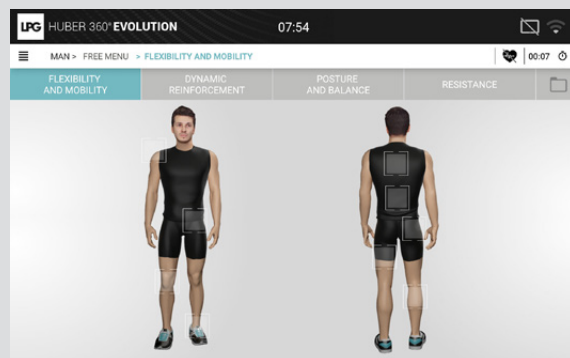 LPG HUBER 360° EVOLUTION 07:54
MAN > FREE MENU > FLEXIBILITY AND MOBILITY 00:07
FLEXIBILITY
AND MOBILITY
DYNAMIC
REINFORCEMENT
POSTURE
AND BALANCE
RESISTANCE